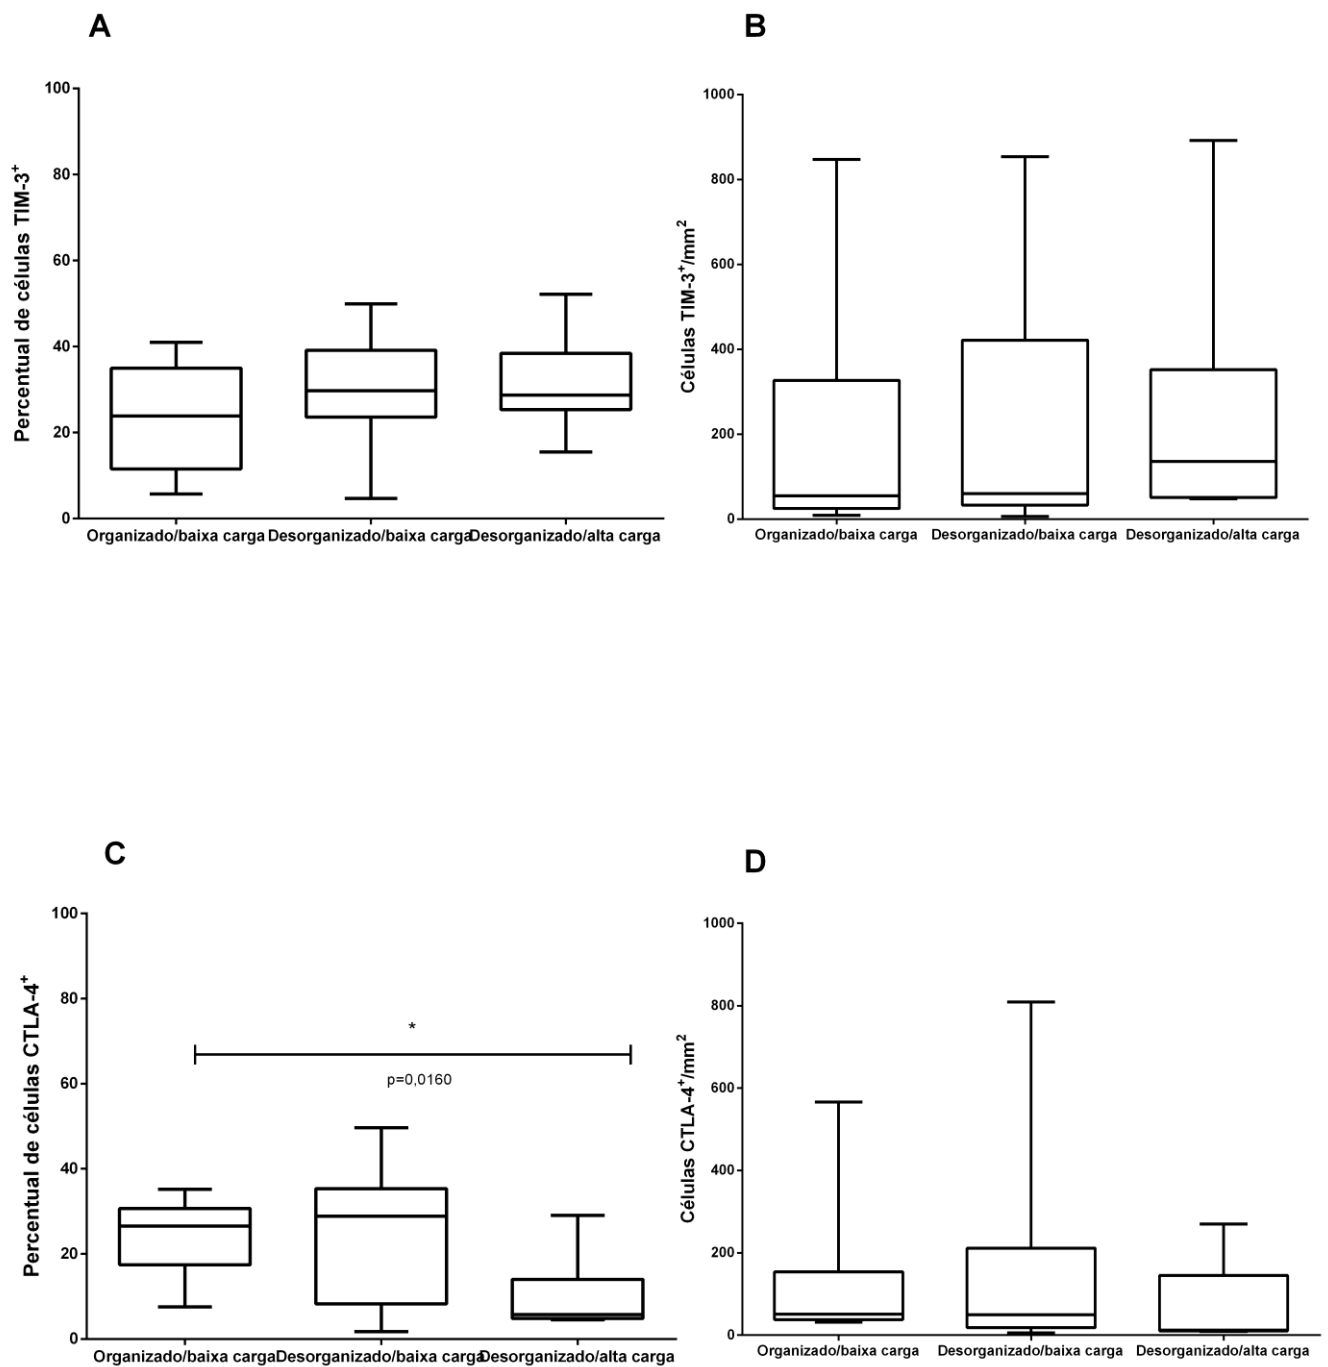 A
Percentual de células TIM-3⁺
100
80
60
40
20
0
Organizado/baixa carga Desorganizado/baixa carga Desorganizado/alta carga
B
Células TIM-3⁺/mm²
1000
800
600
400
200
0
Organizado/baixa carga Desorganizado/baixa carga Desorganizado/alta carga
C
Percentual de células CTLA-4⁺
100
80
60
40
20
0
*
p=0,0160
Organizado/baixa carga Desorganizado/baixa carga Desorganizado/alta carga
D
Células CTLA-4⁺/mm²
1000
800
600
400
200
0
Organizado/baixa carga Desorganizado/baixa carga Desorganizado/alta carga